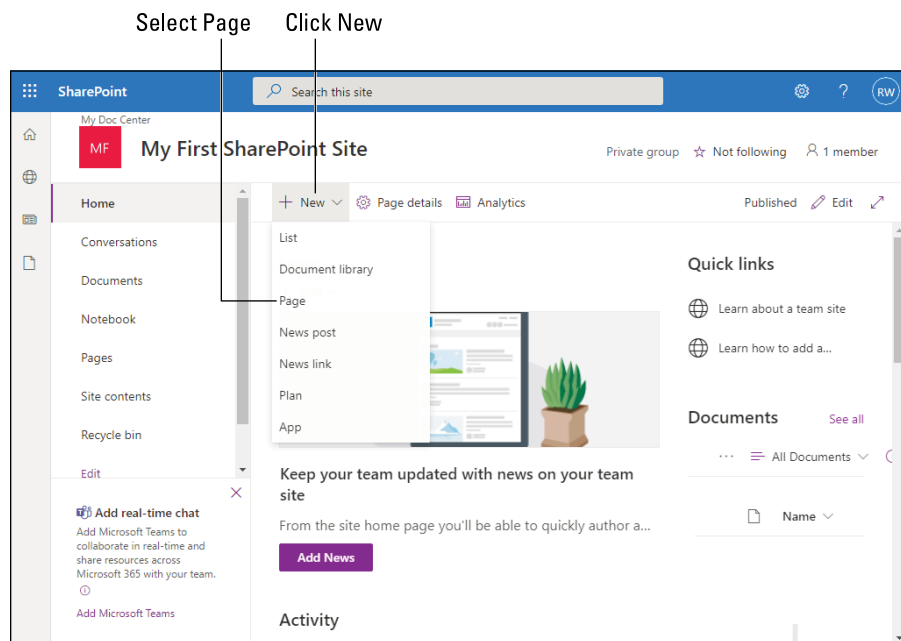 Select Page
Click New
SharePoint
Search this site
?
RW
My Doc Center
MF
My First SharePoint Site
Private group
Not following
1 member
Home
Conversations
Documents
Notebook
Pages
Site contents
Recycle bin
Edit
Add real-time chat
Add Microsoft Teams to
collaborate in real-time and
share resources across
Microsoft 365 with your team.
Add Microsoft Teams
New
Page details
Analytics
Published
Edit
List
Document library
Page
News post
News link
Plan
App
Keep your team updated with news on your team
site
From the site home page you'll be able to quickly author a...
Add News
Activity
Quick links
Learn about a team site
Learn how to add a...
Documents
See all
... All Documents
Name